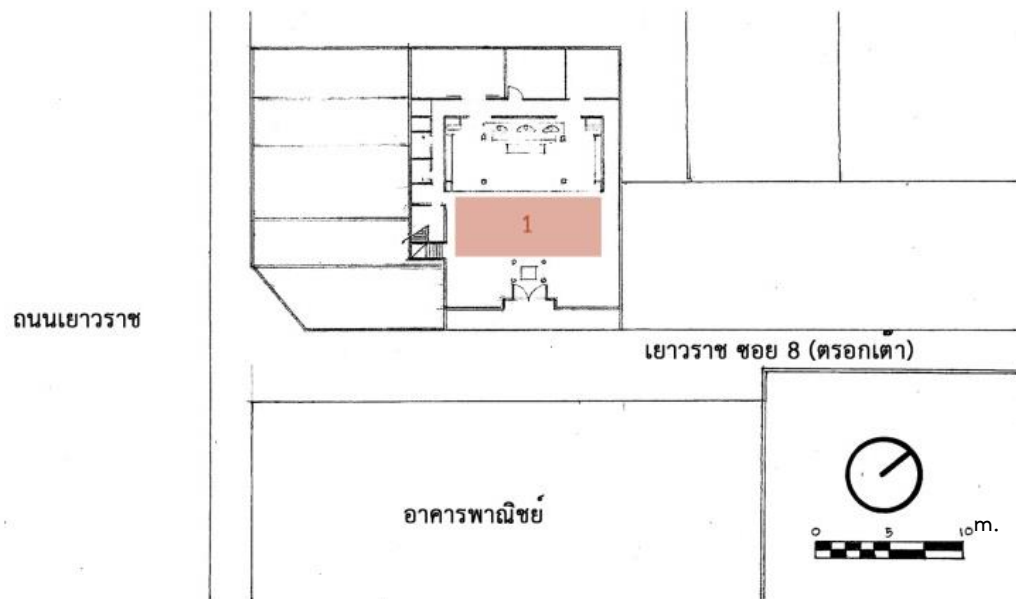 1
ถนนเยาวราช
เยาวราช ซอย 8 (ตรอกเต๊า)
อาคารพาณิชย์
0 5 10 m.